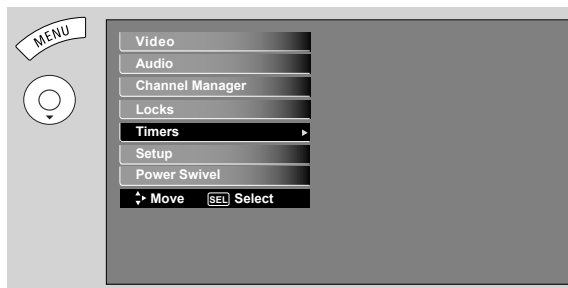 MENU
Video
Audio
Channel Manager
Locks
Timers
Setup
Power Swivel
Move SEL Select